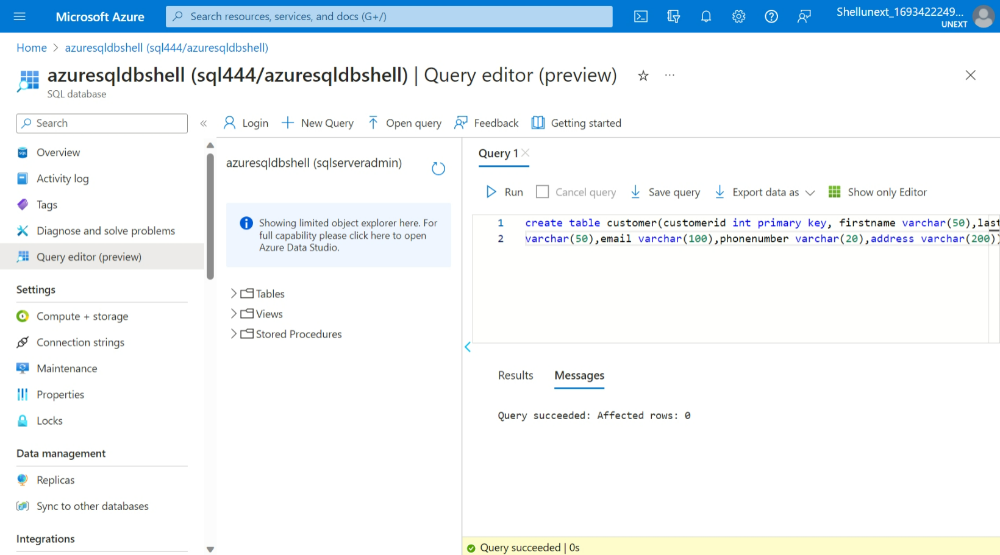 Microsoft Azure
Search resources, services, and docs (G+/)
Shellunext_1693422249...
UNEXT
Home > azuresqldbshell (sql444/azuresqldbshell)
azuresqldbshell (sql444/azuresqldbshell) | Query editor (preview)
SQL database
Search
Login
New Query
Open query
Feedback
Getting started
Overview
Activity log
Tags
Diagnose and solve problems
Query editor (preview)
Settings
Compute + storage
Connection strings
Maintenance
Properties
Locks
Data management
Replicas
Sync to other databases
Integrations
azuresqldbshell (sqlserveradmin)
Showing limited object explorer here. For
full capability please click here to open
Azure Data Studio.
Tables
Views
Stored Procedures
Query 1
Run
Cancel query
Save query
Export data as
Show only Editor
1 create table customer(customerid int primary key, firstname varchar(50),last
2 varchar(50),email varchar(100),phonenumber varchar(20),address varchar(200))
Results
Messages
Query succeeded: Affected rows: 0
Query succeeded | 0s